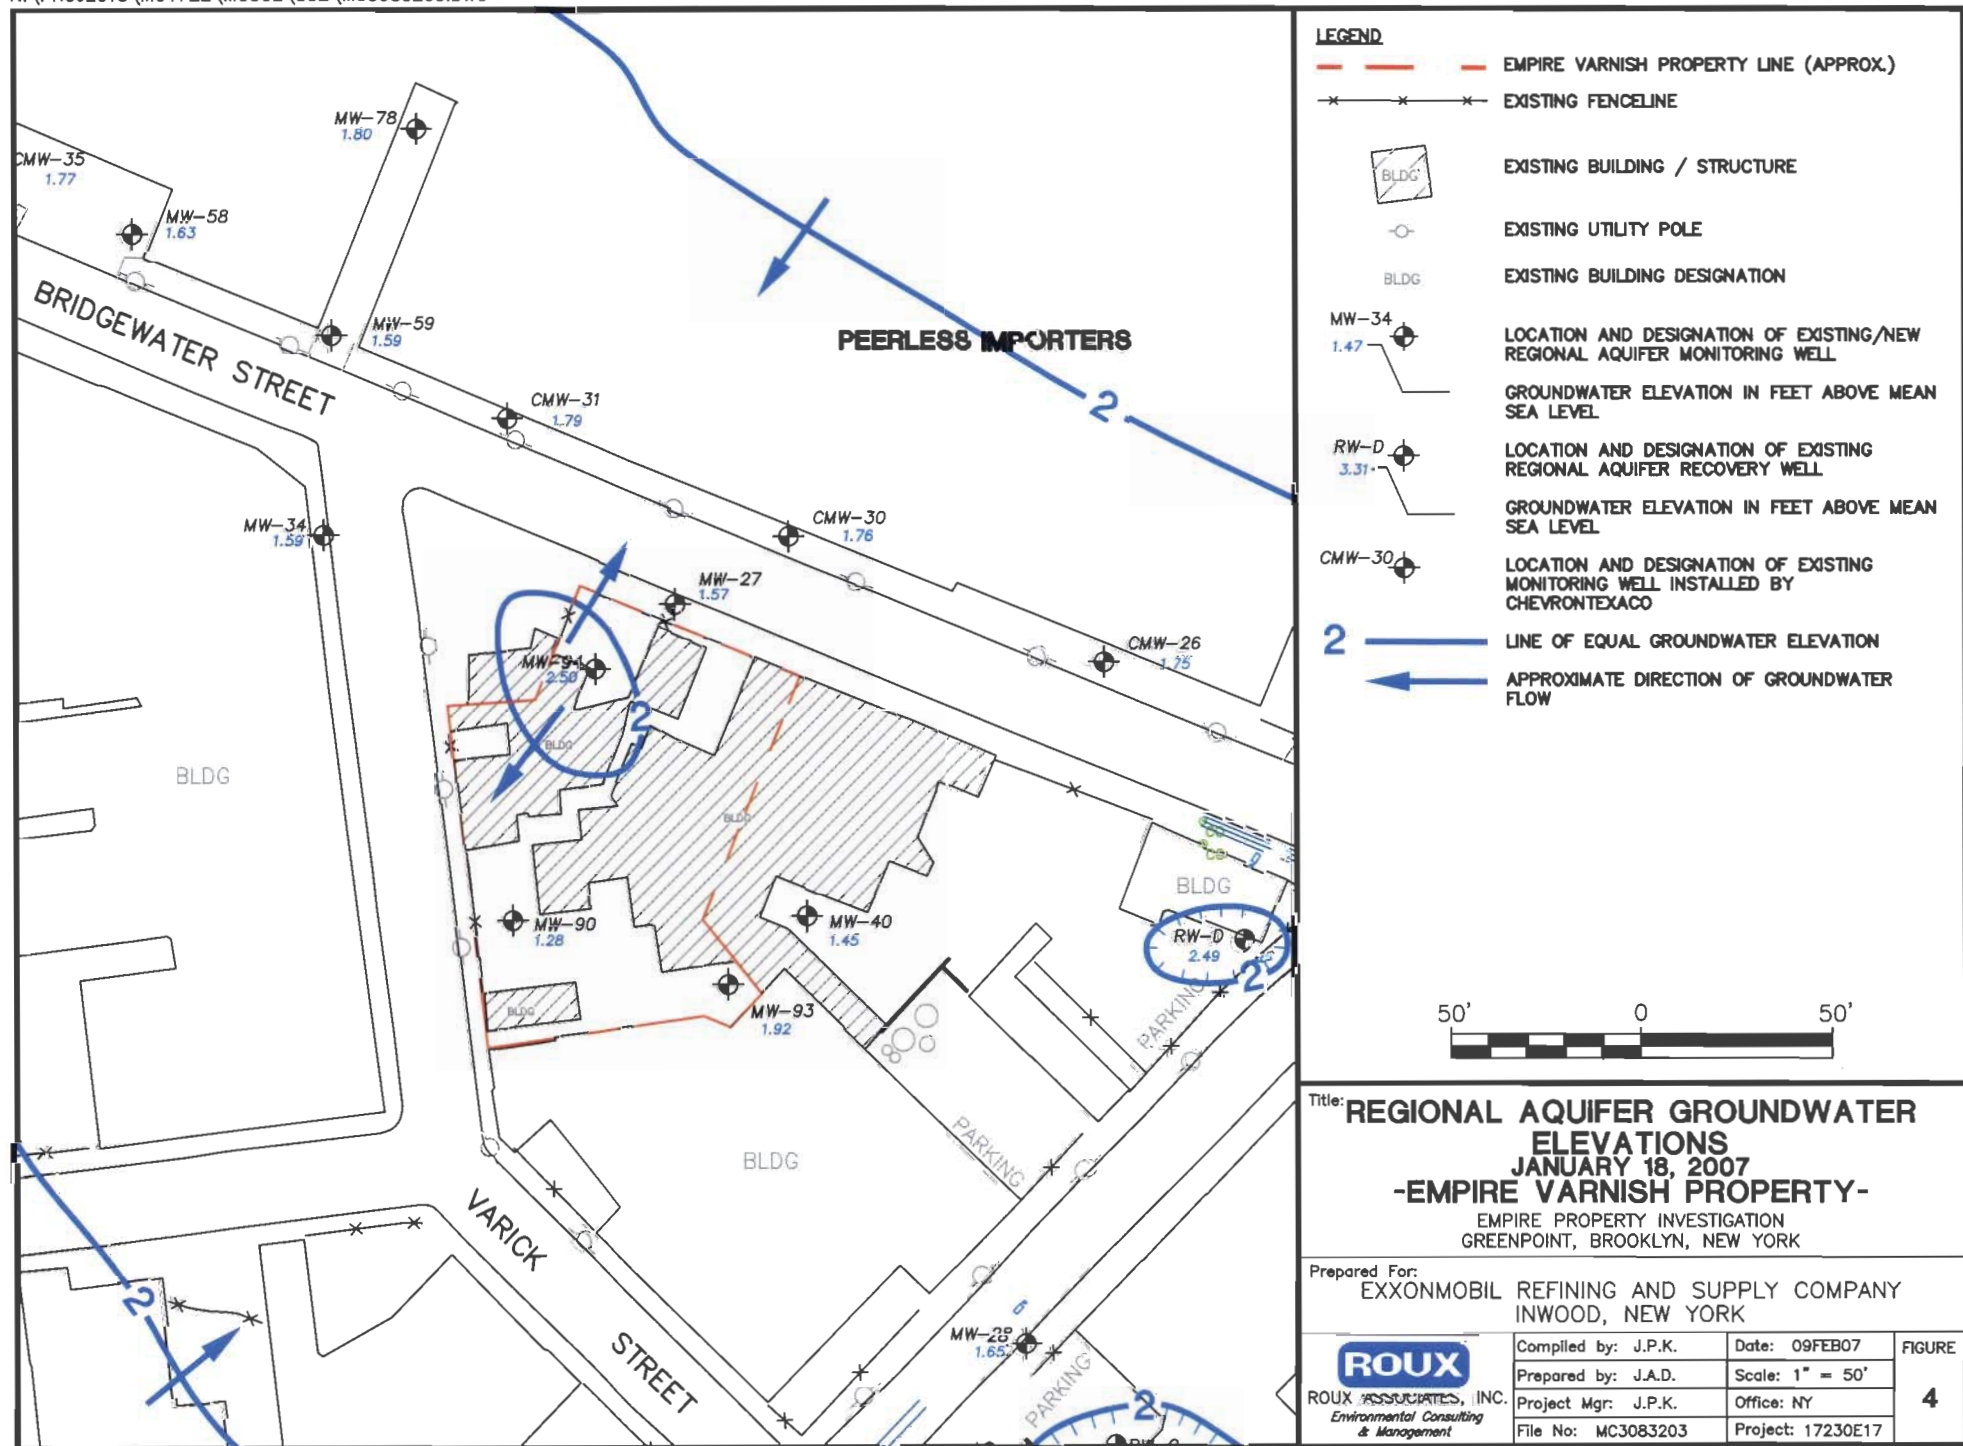 MW-78
1.80
CMW-35
1.77
MW-58
1.63
BRIDGEWATER STREET
MW-59
1.59
PEERLESS IMPORTERS
2
CMW-31
1.79
MW-34
1.59
CMW-30
1.76
MW-27
1.57
CMW-26
1.75
2.50
2
BLDG
BLDG
BLDG
BLDG
MW-90
1.28
MW-40
1.45
RW-D
2.49
2
PARKING
BLDG
MW-93
1.92
BLDG
PARKING
VARICK
STREET
2
MW-28
1.65
PARKING
2
LEGEND
EMPIRE VARNISH PROPERTY LINE (APPROX.)
EXISTING FENCELINE
BLDG
EXISTING BUILDING / STRUCTURE
EXISTING UTILITY POLE
BLDG
EXISTING BUILDING DESIGNATION
MW-34
1.47
LOCATION AND DESIGNATION OF EXISTING/NEW
REGIONAL AQUIFER MONITORING WELL
GROUNDWATER ELEVATION IN FEET ABOVE MEAN
SEA LEVEL
RW-D
3.31
LOCATION AND DESIGNATION OF EXISTING
REGIONAL AQUIFER RECOVERY WELL
GROUNDWATER ELEVATION IN FEET ABOVE MEAN
SEA LEVEL
CMW-30
LOCATION AND DESIGNATION OF EXISTING
MONITORING WELL INSTALLED BY
CHEVRONTEXACO
2
LINE OF EQUAL GROUNDWATER ELEVATION
APPROXIMATE DIRECTION OF GROUNDWATER
FLOW
50' 0 50'
Title: REGIONAL AQUIFER GROUNDWATER
ELEVATIONS
JANUARY 18, 2007
-EMPIRE VARNISH PROPERTY-
EMPIRE PROPERTY INVESTIGATION
GREENPOINT, BROOKLYN, NEW YORK
Prepared For:
EXXONMOBIL REFINING AND SUPPLY COMPANY
INWOOD, NEW YORK
ROUX
ROUX ASSOCIATES, INC.
Environmental Consulting
& Management
Compiled by: J.P.K.
Date: 09FEB07
Prepared by: J.A.D.
Scale: 1" = 50'
Project Mgr: J.P.K.
Office: NY
File No: MC3083203
Project: 17230E17
FIGURE
4